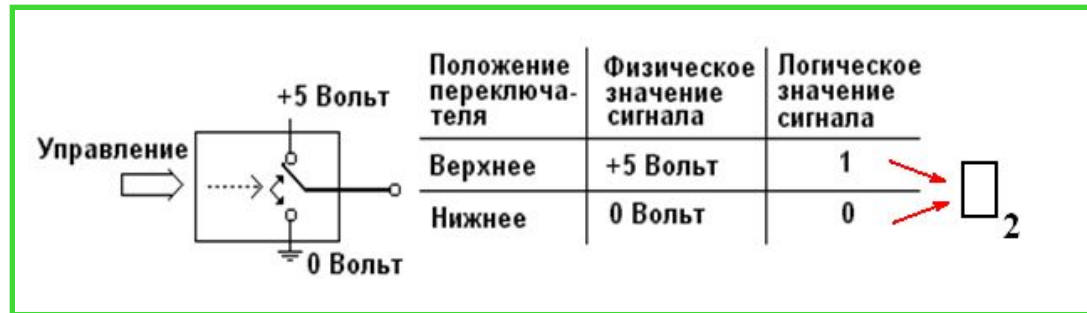 Управление
+5 Вольт
0 Вольт
Положение
переключа-
теля
Физическое
значение
сигнала
Логическое
значение
сигнала
Верхнее +5 Вольт 1
Нижнее 0 Вольт 0
2